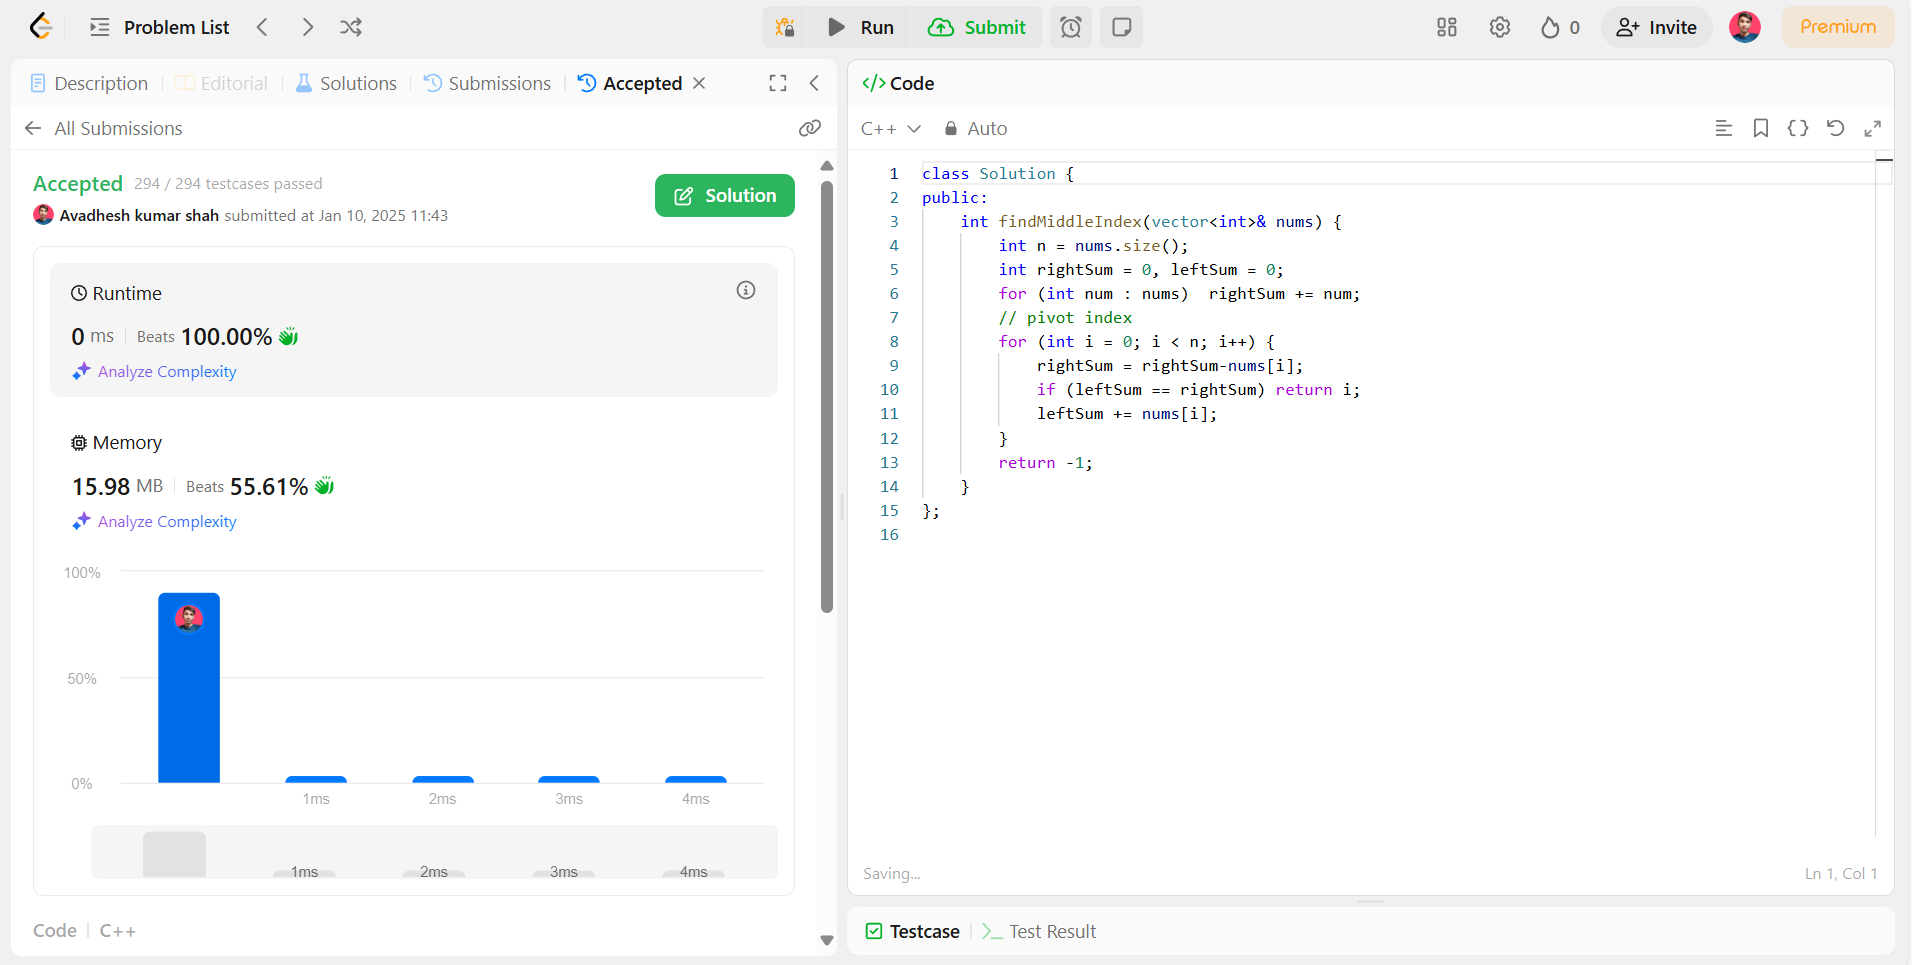 Problem List
Run
Submit
0
Invite
Premium
Description
Editorial
Solutions
Submissions
Accepted
All Submissions
Accepted 294 / 294 testcases passed
Avadhesh kumar shah submitted at Jan 10, 2025 11:43
Solution
Runtime
0 ms Beats 100.00%
Analyze Complexity
Memory
15.98 MB Beats 55.61%
Analyze Complexity
100%
50%
0%
1ms 2ms 3ms 4ms
1ms 2ms 3ms 4ms
Code C++
</> Code
C++ Auto
1 class Solution {
2 public:
3     int findMiddleIndex(vector<int>& nums) {
4         int n = nums.size();
5         int rightSum = 0, leftSum = 0;
6         for (int num : nums)  rightSum += num;
7         // pivot index
8         for (int i = 0; i < n; i++) {
9             rightSum = rightSum-nums[i];
10             if (leftSum == rightSum) return i;
11             leftSum += nums[i];
12         }
13         return -1;
14     }
15 };
16
Saving...
Ln 1, Col 1
Testcase
Test Result